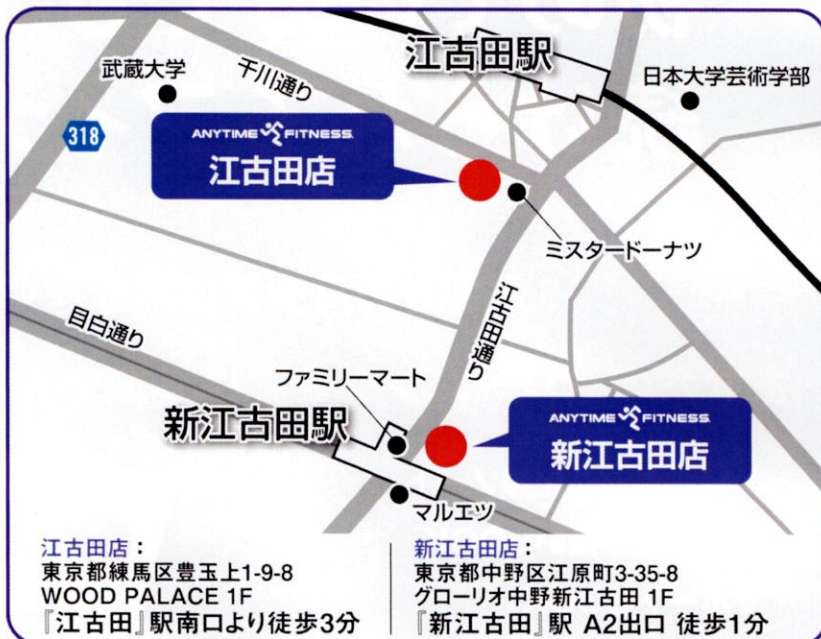 江古田駅
武蔵大学
千川通り
日本大学芸術学部
318
ANYTIME FITNESS
江古田店
ミスタードーナツ
江古田通り
目白通り
ファミリーマート
新江古田駅
ANYTIME FITNESS
新江古田店
マルエツ
江古田店:
東京都練馬区豊玉上1-9-8
WOOD PALACE 1F
『江古田』駅南口より徒歩3分
新江古田店:
東京都中野区江原町3-35-8
グローリオ中野新江古田 1F
『新江古田』駅 A2出口 徒歩1分